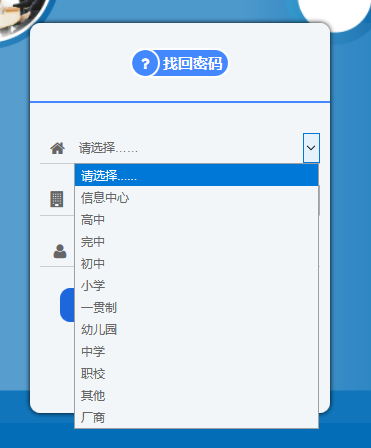 ? 找回密码
请选择……
请选择......
信息中心
高中
完中
初中
小学
一贯制
幼儿园
中学
职校
其他
厂商